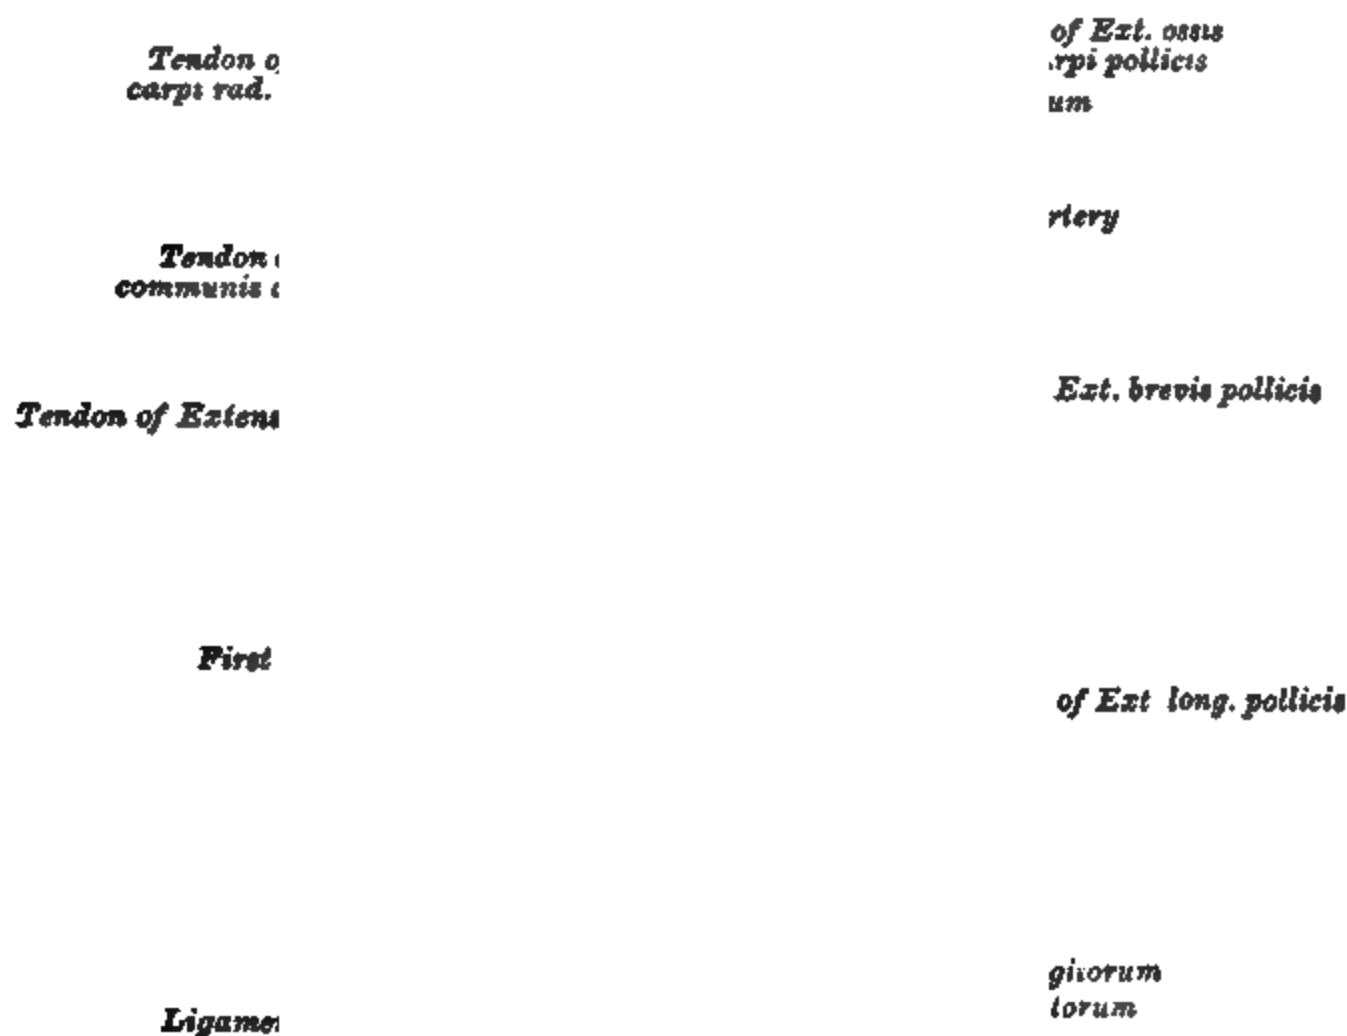 Tendon o
carpi rad.
of Ext. ossis
rpi pollicis
um
rtery
Tendon
communis
Ext. brevis pollicis
Tendon of Extens
First
of Ext long. pollicis
gitorum
torum
Ligamen